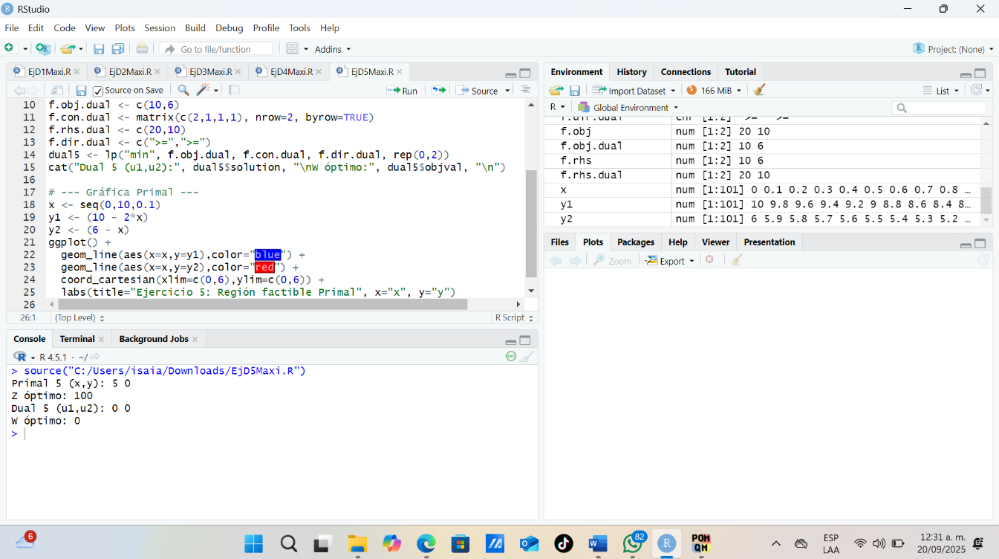 RStudio
File Edit Code View Plots Session Build Debug Profile Tools Help
Go to file/function Addins Project: (None)
EjD1Maxi.R EjD2Maxi.R EjD3Maxi.R EjD4Maxi.R EjD5Maxi.R
Source on Save Run Source
10 f.obj.dual <- c(10,6)
11 f.con.dual <- matrix(c(2,1,1,1), nrow=2, byrow=TRUE)
12 f.rhs.dual <- c(20,10)
13 f.dir.dual <- c(">=",">=")
14 dual5 <- lp("min", f.obj.dual, f.con.dual, f.dir.dual, rep(0,2))
15 cat("Dual 5 (u1,u2):", dual5$solution, "\nW óptimo:", dual5$objval, "\n")
16
17 # --- Gráfica Primal ---
18 x <- seq(0,10,0.1)
19 y1 <- (10 - 2*x)
20 y2 <- (6 - x)
21 ggplot() +
22 geom_line(aes(x=x,y=y1),color="blue") +
23 geom_line(aes(x=x,y=y2),color="red") +
24 coord_cartesian(xlim=c(0,6),ylim=c(0,6)) +
25 labs(title="Ejercicio 5: Región factible Primal", x="x", y="y")
26
26:1 (Top Level) R Script
Console Terminal Background Jobs
R 4.5.1 · ~/
> source("C:/Users/isaia/Downloads/EjD5Maxi.R")
Primal 5 (x,y): 5 0
Z óptimo: 100
Dual 5 (u1,u2): 0 0
W óptimo: 0
>
Environment History Connections Tutorial
Import Dataset 166 MiB List
R Global Environment
f.dir.dual chr [1:2] ">=" ">="
f.obj num [1:2] 20 10
f.obj.dual num [1:2] 10 6
f.rhs num [1:2] 10 6
f.rhs.dual num [1:2] 20 10
x num [1:101] 0 0.1 0.2 0.3 0.4 0.5 0.6 0.7 0.8 …
y1 num [1:101] 10 9.8 9.6 9.4 9.2 9 8.8 8.6 8.4 8…
y2 num [1:101] 6 5.9 5.8 5.7 5.6 5.5 5.4 5.3 5.2 …
Files Plots Packages Help Viewer Presentation
Zoom Export
6
82
POM QM
ESP
LAA
12:31 a. m.
20/09/2025